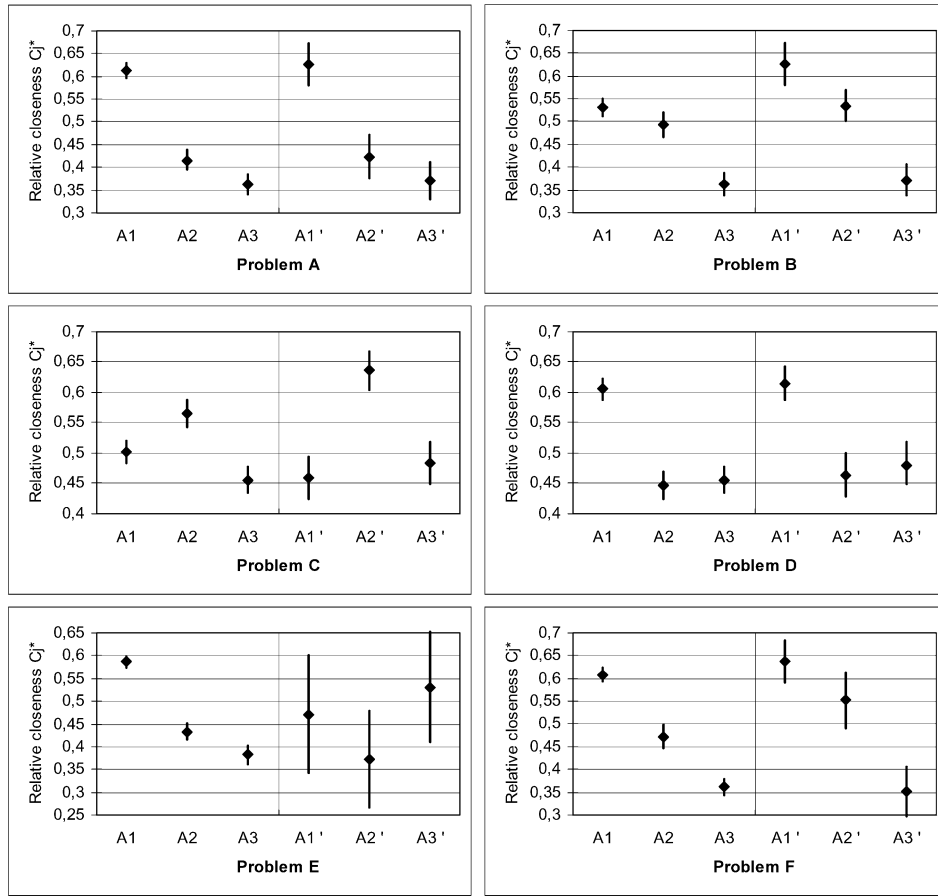 Relative closeness Cj*
0,7
0,65
0,6
0,55
0,5
0,45
0,4
0,35
0,3
A1 A2 A3 A1 ' A2 ' A3 '
Problem A
Relative closeness Cj*
0,7
0,65
0,6
0,55
0,5
0,45
0,4
0,35
0,3
A1 A2 A3 A1 ' A2 ' A3 '
Problem B
Relative closeness Cj*
0,7
0,65
0,6
0,55
0,5
0,45
0,4
A1 A2 A3 A1 ' A2 ' A3 '
Problem C
Relative closeness Cj*
0,7
0,65
0,6
0,55
0,5
0,45
0,4
A1 A2 A3 A1 ' A2 ' A3 '
Problem D
Relative closeness Cj*
0,65
0,6
0,55
0,5
0,45
0,4
0,35
0,3
0,25
A1 A2 A3 A1 ' A2 ' A3 '
Problem E
Relative closeness Cj*
0,7
0,65
0,6
0,55
0,5
0,45
0,4
0,35
0,3
A1 A2 A3 A1 ' A2 ' A3 '
Problem F